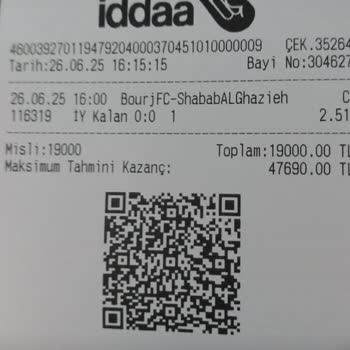 iddaa
46003927011947920400037045101000009 ÇEK.35264
Tarih:26.06.25 16:15:15 Bayi No:304627
26.06.25 16:00 BourjFC-ShababALGhazieh C
116319 IY Kalan 0:0 1 2.51
Misli:19000 Toplam:19000.00 TL
Maksimum Tahmini Kazanç: 47690.00 TL